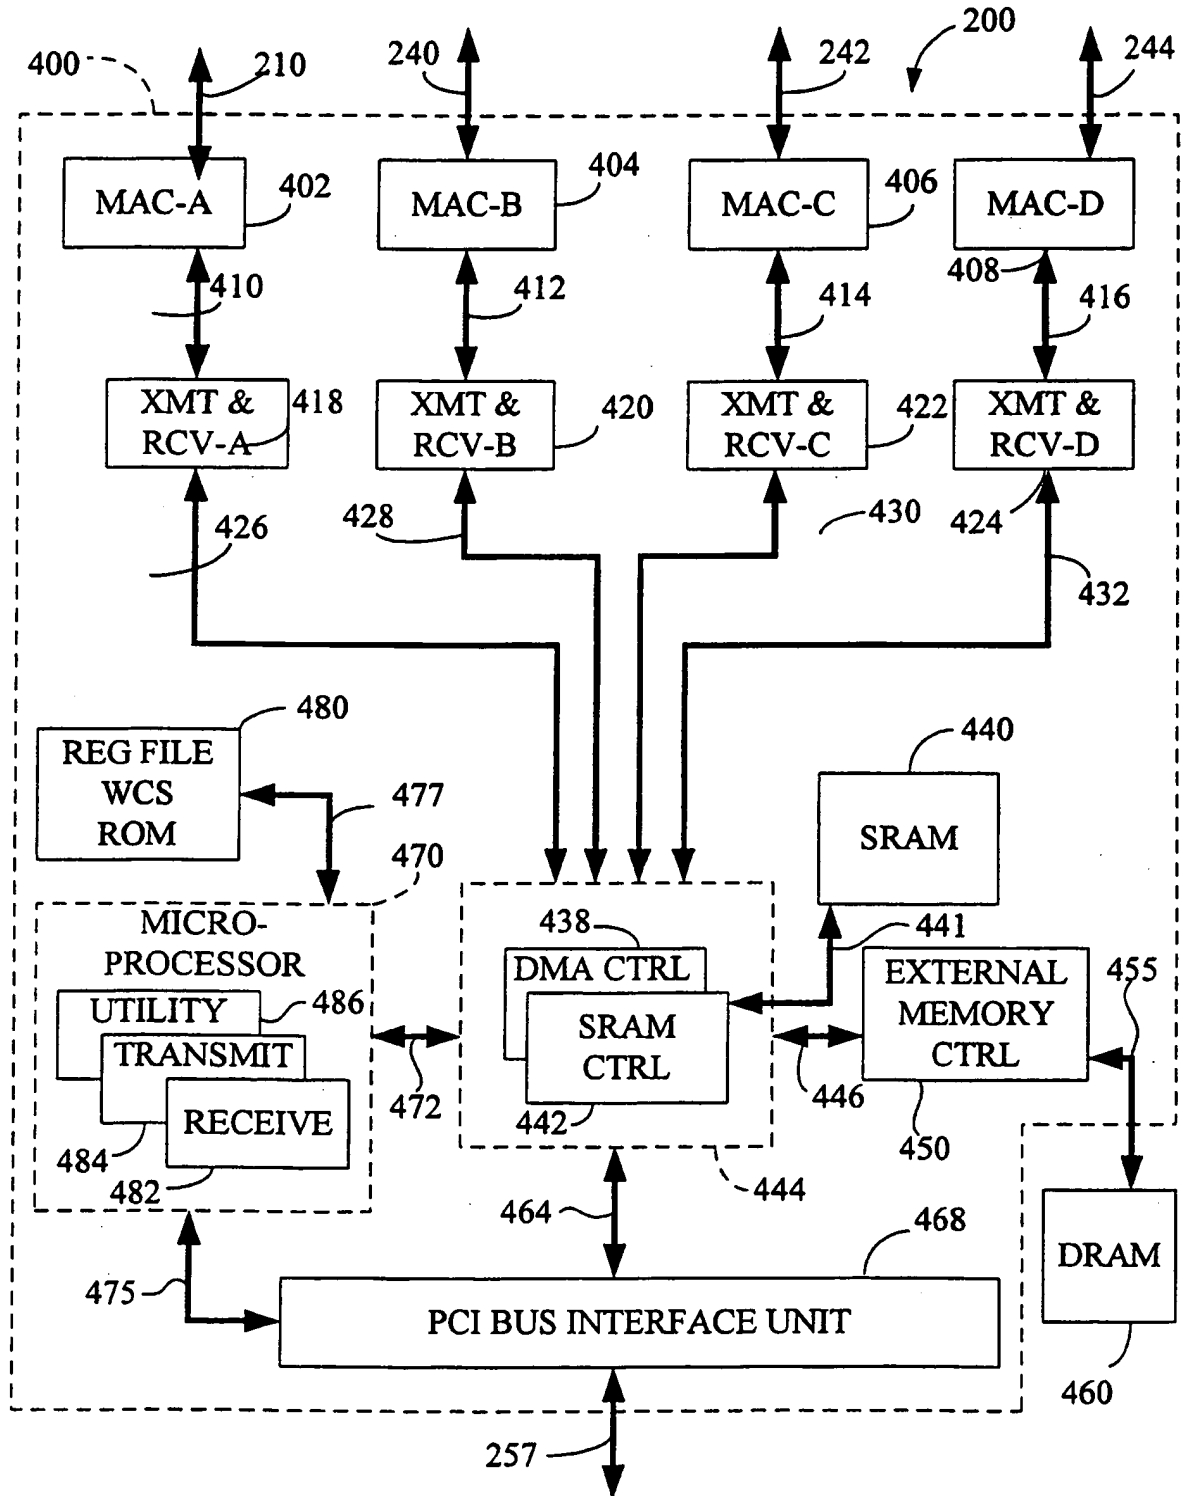 200
400
210
240
242
244
MAC-A
402
MAC-B
404
MAC-C
406
MAC-D
408
410
412
414
416
XMT &
RCV-A
418
XMT &
RCV-B
420
XMT &
RCV-C
422
XMT &
RCV-D
424
426
428
430
432
480
REG FILE
WCS
ROM
477
440
SRAM
441
470
MICRO-
PROCESSOR
UTILITY
486
TRANSMIT
484
RECEIVE
482
472
438
DMA CTRL
SRAM
CTRL
442
444
446
EXTERNAL
MEMORY
CTRL
450
455
DRAM
460
464
468
475
PCI BUS INTERFACE UNIT
257